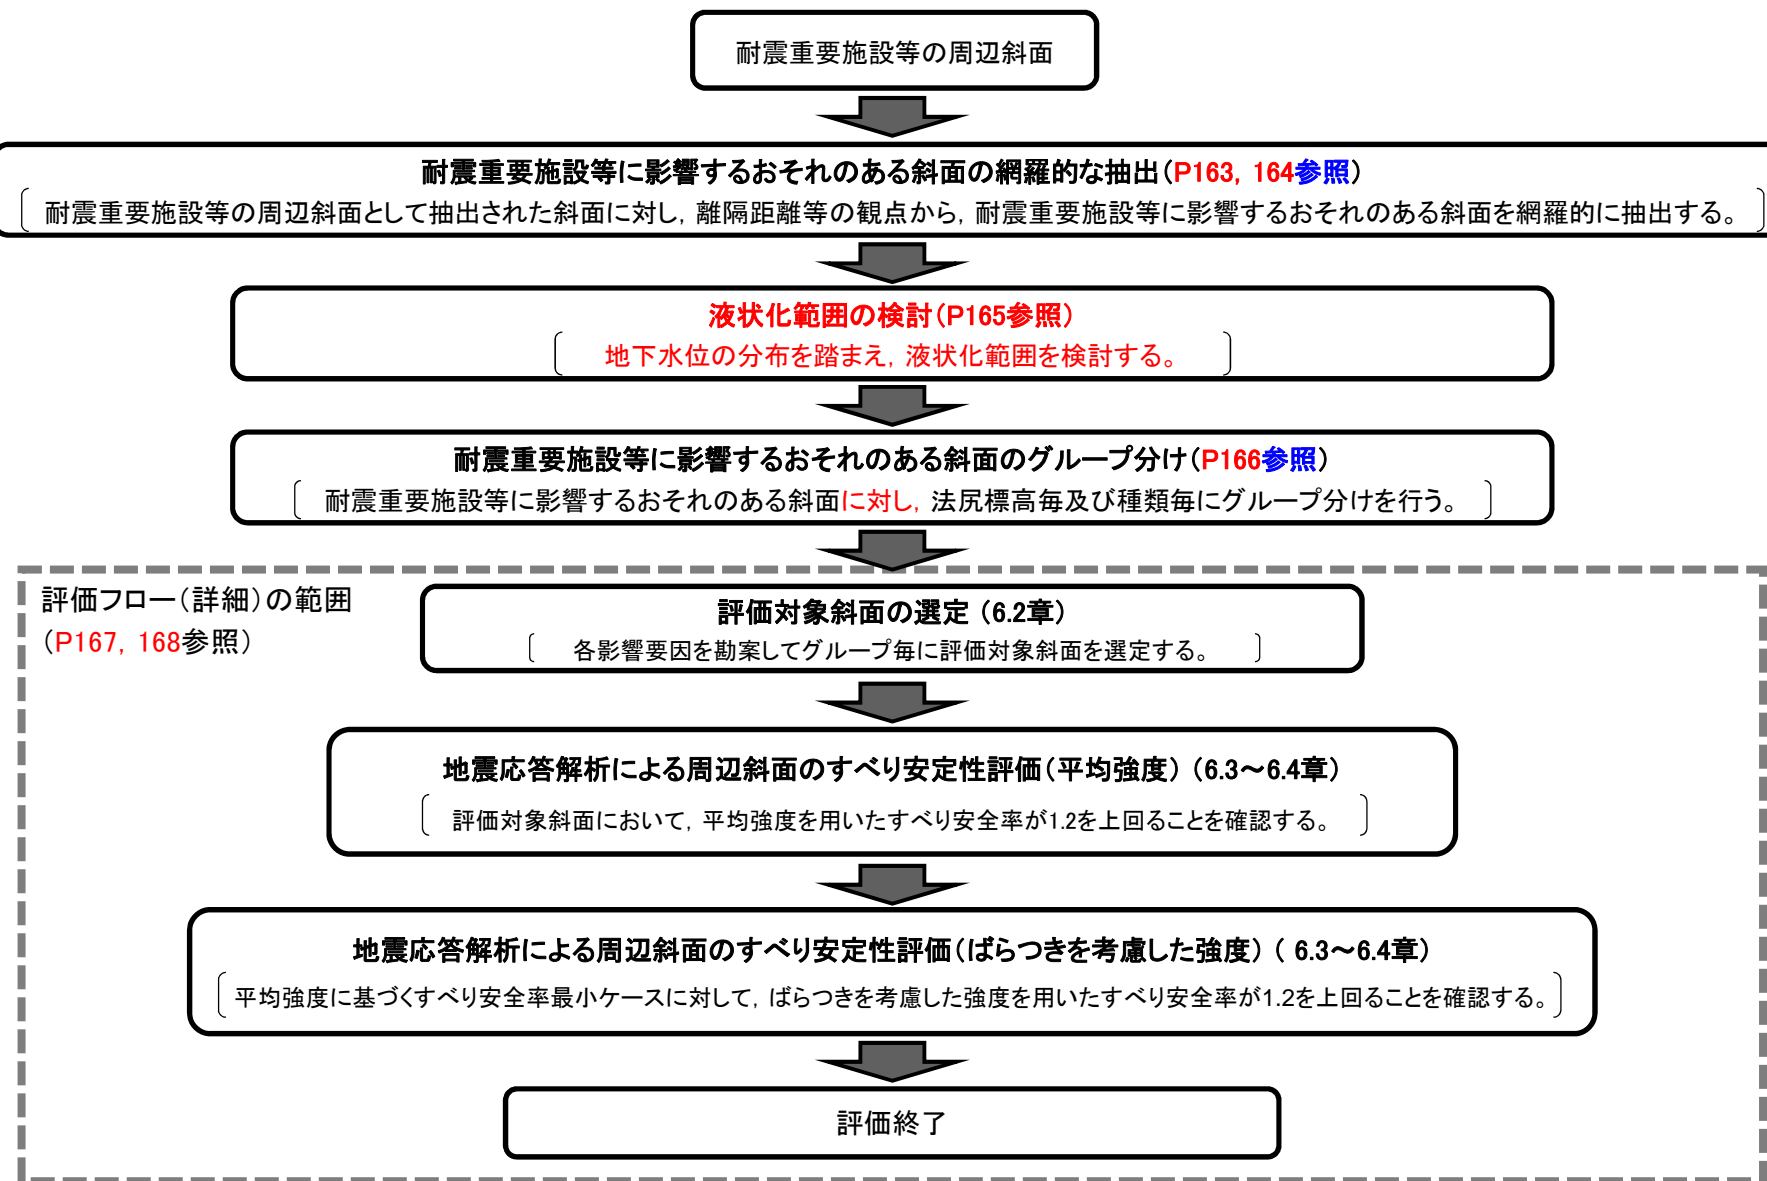 耐震重要施設等の周辺斜面
耐震重要施設等に影響するおそれのある斜面の網羅的な抽出(P163, 164参照)
耐震重要施設等の周辺斜面として抽出された斜面に対し, 離隔距離等の観点から, 耐震重要施設等に影響するおそれのある斜面を網羅的に抽出する。
液状化範囲の検討(P165参照)
地下水位の分布を踏まえ, 液状化範囲を検討する。
耐震重要施設等に影響するおそれのある斜面のグループ分け(P166参照)
耐震重要施設等に影響するおそれのある斜面に対し, 法尻標高毎及び種類毎にグループ分けを行う。
評価フロー(詳細)の範囲
(P167, 168参照)
評価対象斜面の選定 (6.2章)
各影響要因を勘案してグループ毎に評価対象斜面を選定する。
地震応答解析による周辺斜面のすべり安定性評価(平均強度) (6.3~6.4章)
評価対象斜面において, 平均強度を用いたすべり安全率が1.2を上回ることを確認する。
地震応答解析による周辺斜面のすべり安定性評価(ばらつきを考慮した強度) ( 6.3~6.4章)
平均強度に基づくすべり安全率最小ケースに対して, ばらつきを考慮した強度を用いたすべり安全率が1.2を上回ることを確認する。
評価終了